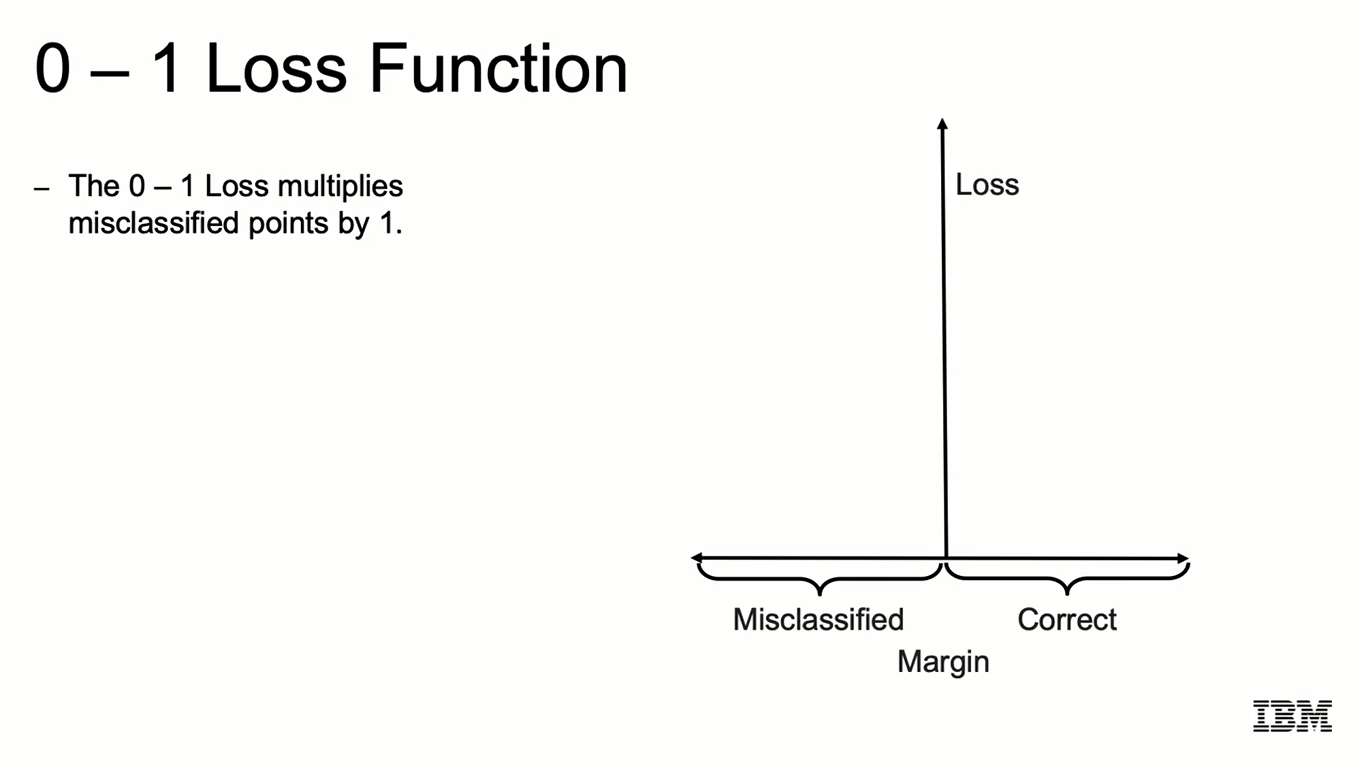 0 – 1 Loss Function
– The 0 – 1 Loss multiplies
misclassified points by 1.
Loss
Misclassified
Correct
Margin
IBM